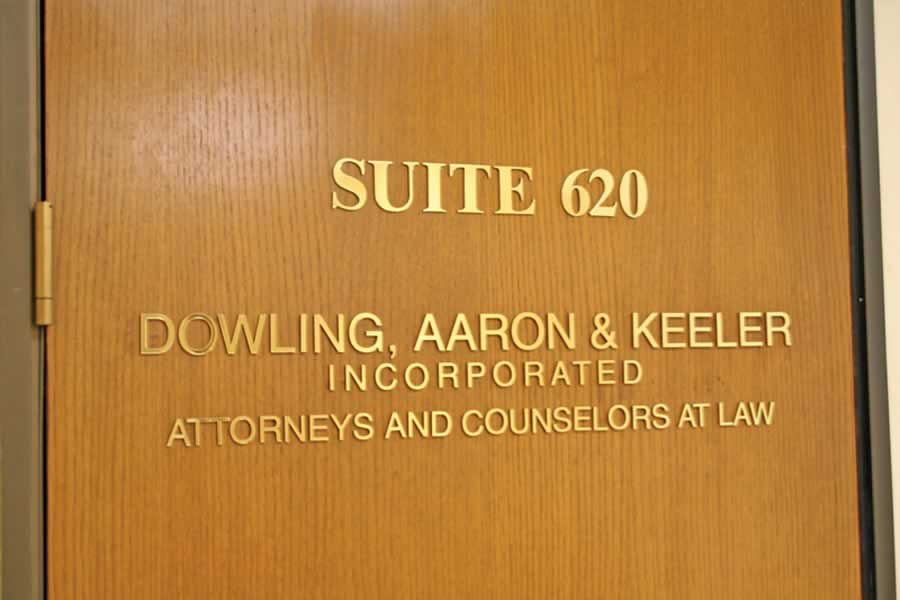 SUITE 620
DOWLING, AARON & KEELER
INCORPORATED
ATTORNEYS AND COUNSELORS AT LAW